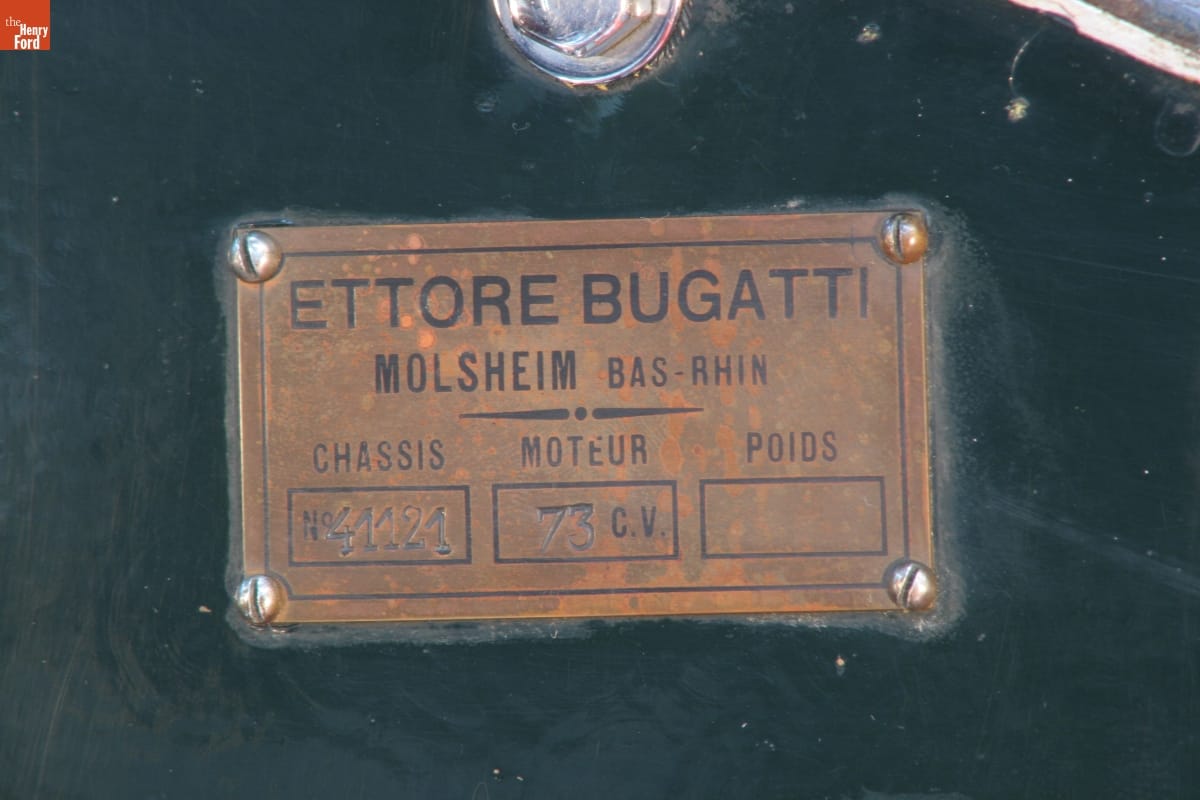 the
Henry
Ford
ETTORE BUGATTI
MOLSHEIM BAS-RHIN
CHASSIS MOTEUR POIDS
Nº 41121 73 C.V.